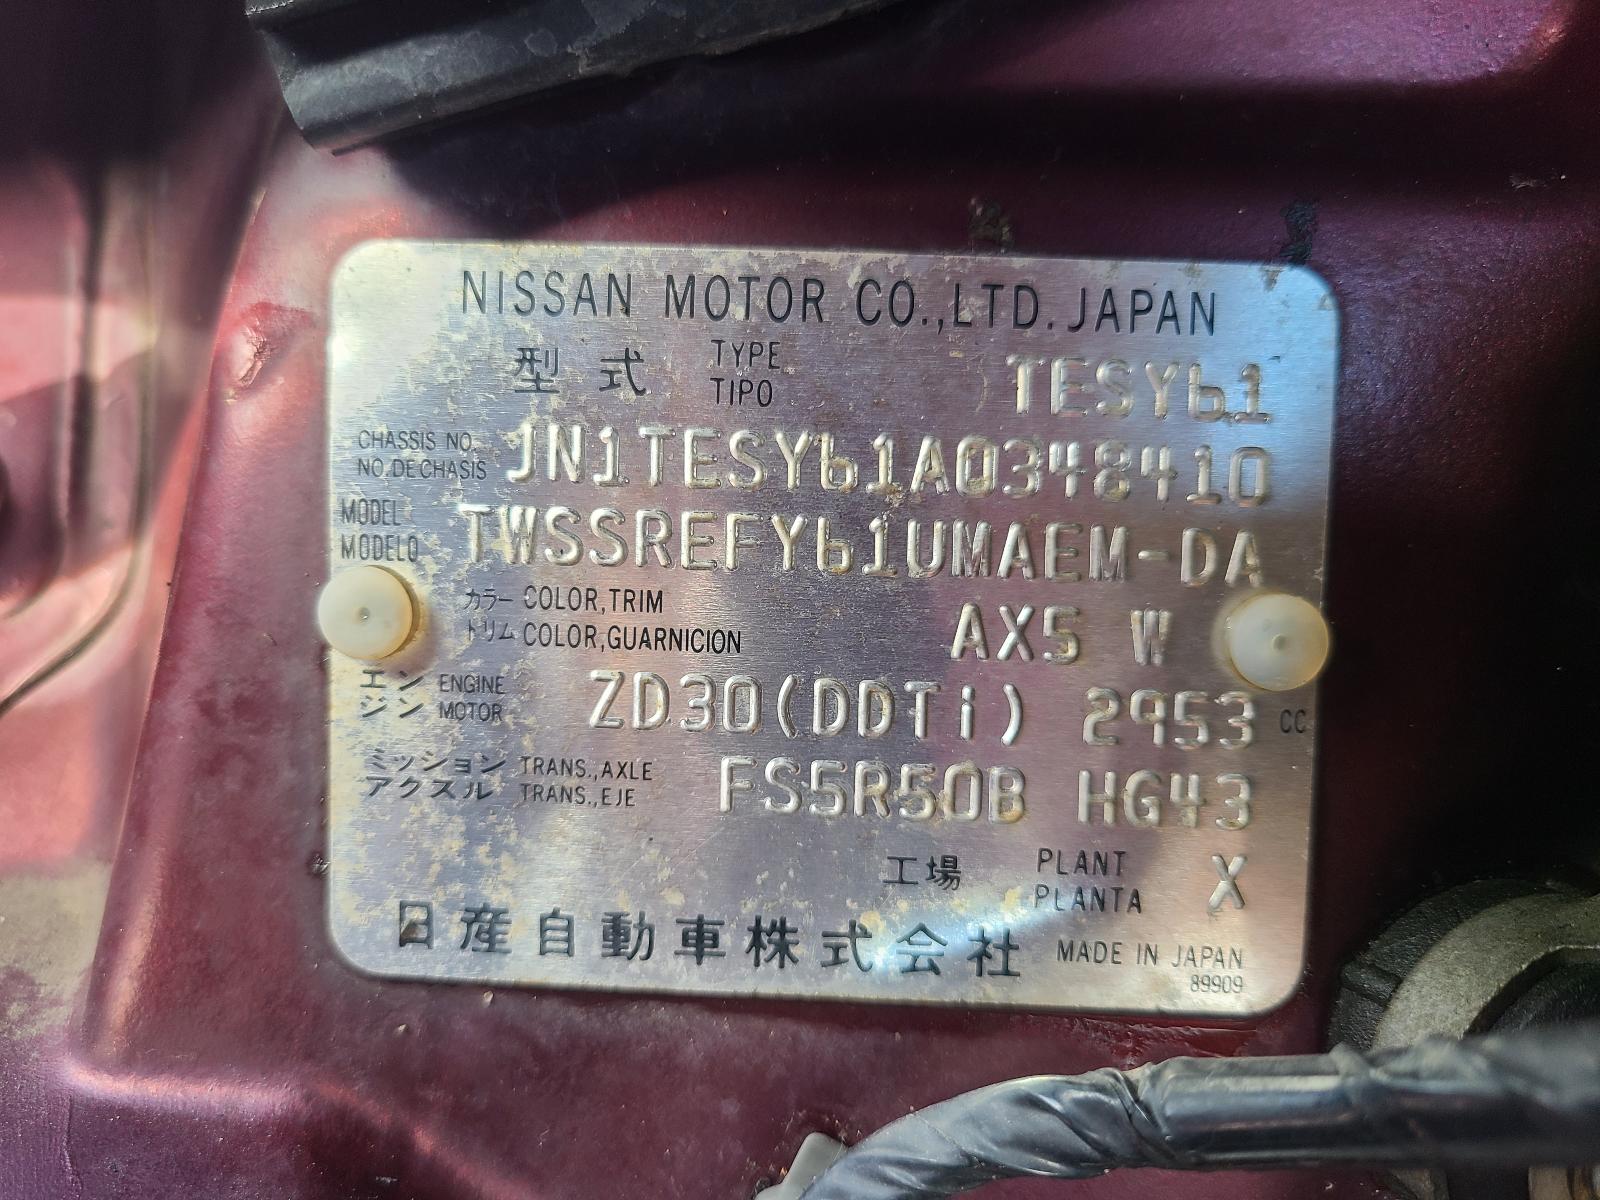 NISSAN MOTOR CO.,LTD. JAPAN
型式 TYPE TIPO TESY61
CHASSIS NO. NO. DE CHASIS JN1TESY61A0348410
MODEL MODELO TWSSREFY61UMAEM-DA
カラー COLOR, TRIM
トリム COLOR, GUARNICION AX5 W
エンジン ENGINE MOTOR ZD30(DDTi) 2953 CC
ミッション TRANS., AXLE
アクスル TRANS., EJE FS5R50B HG43
工場 PLANT PLANTA X
日産自動車株式会社 MADE IN JAPAN
89909